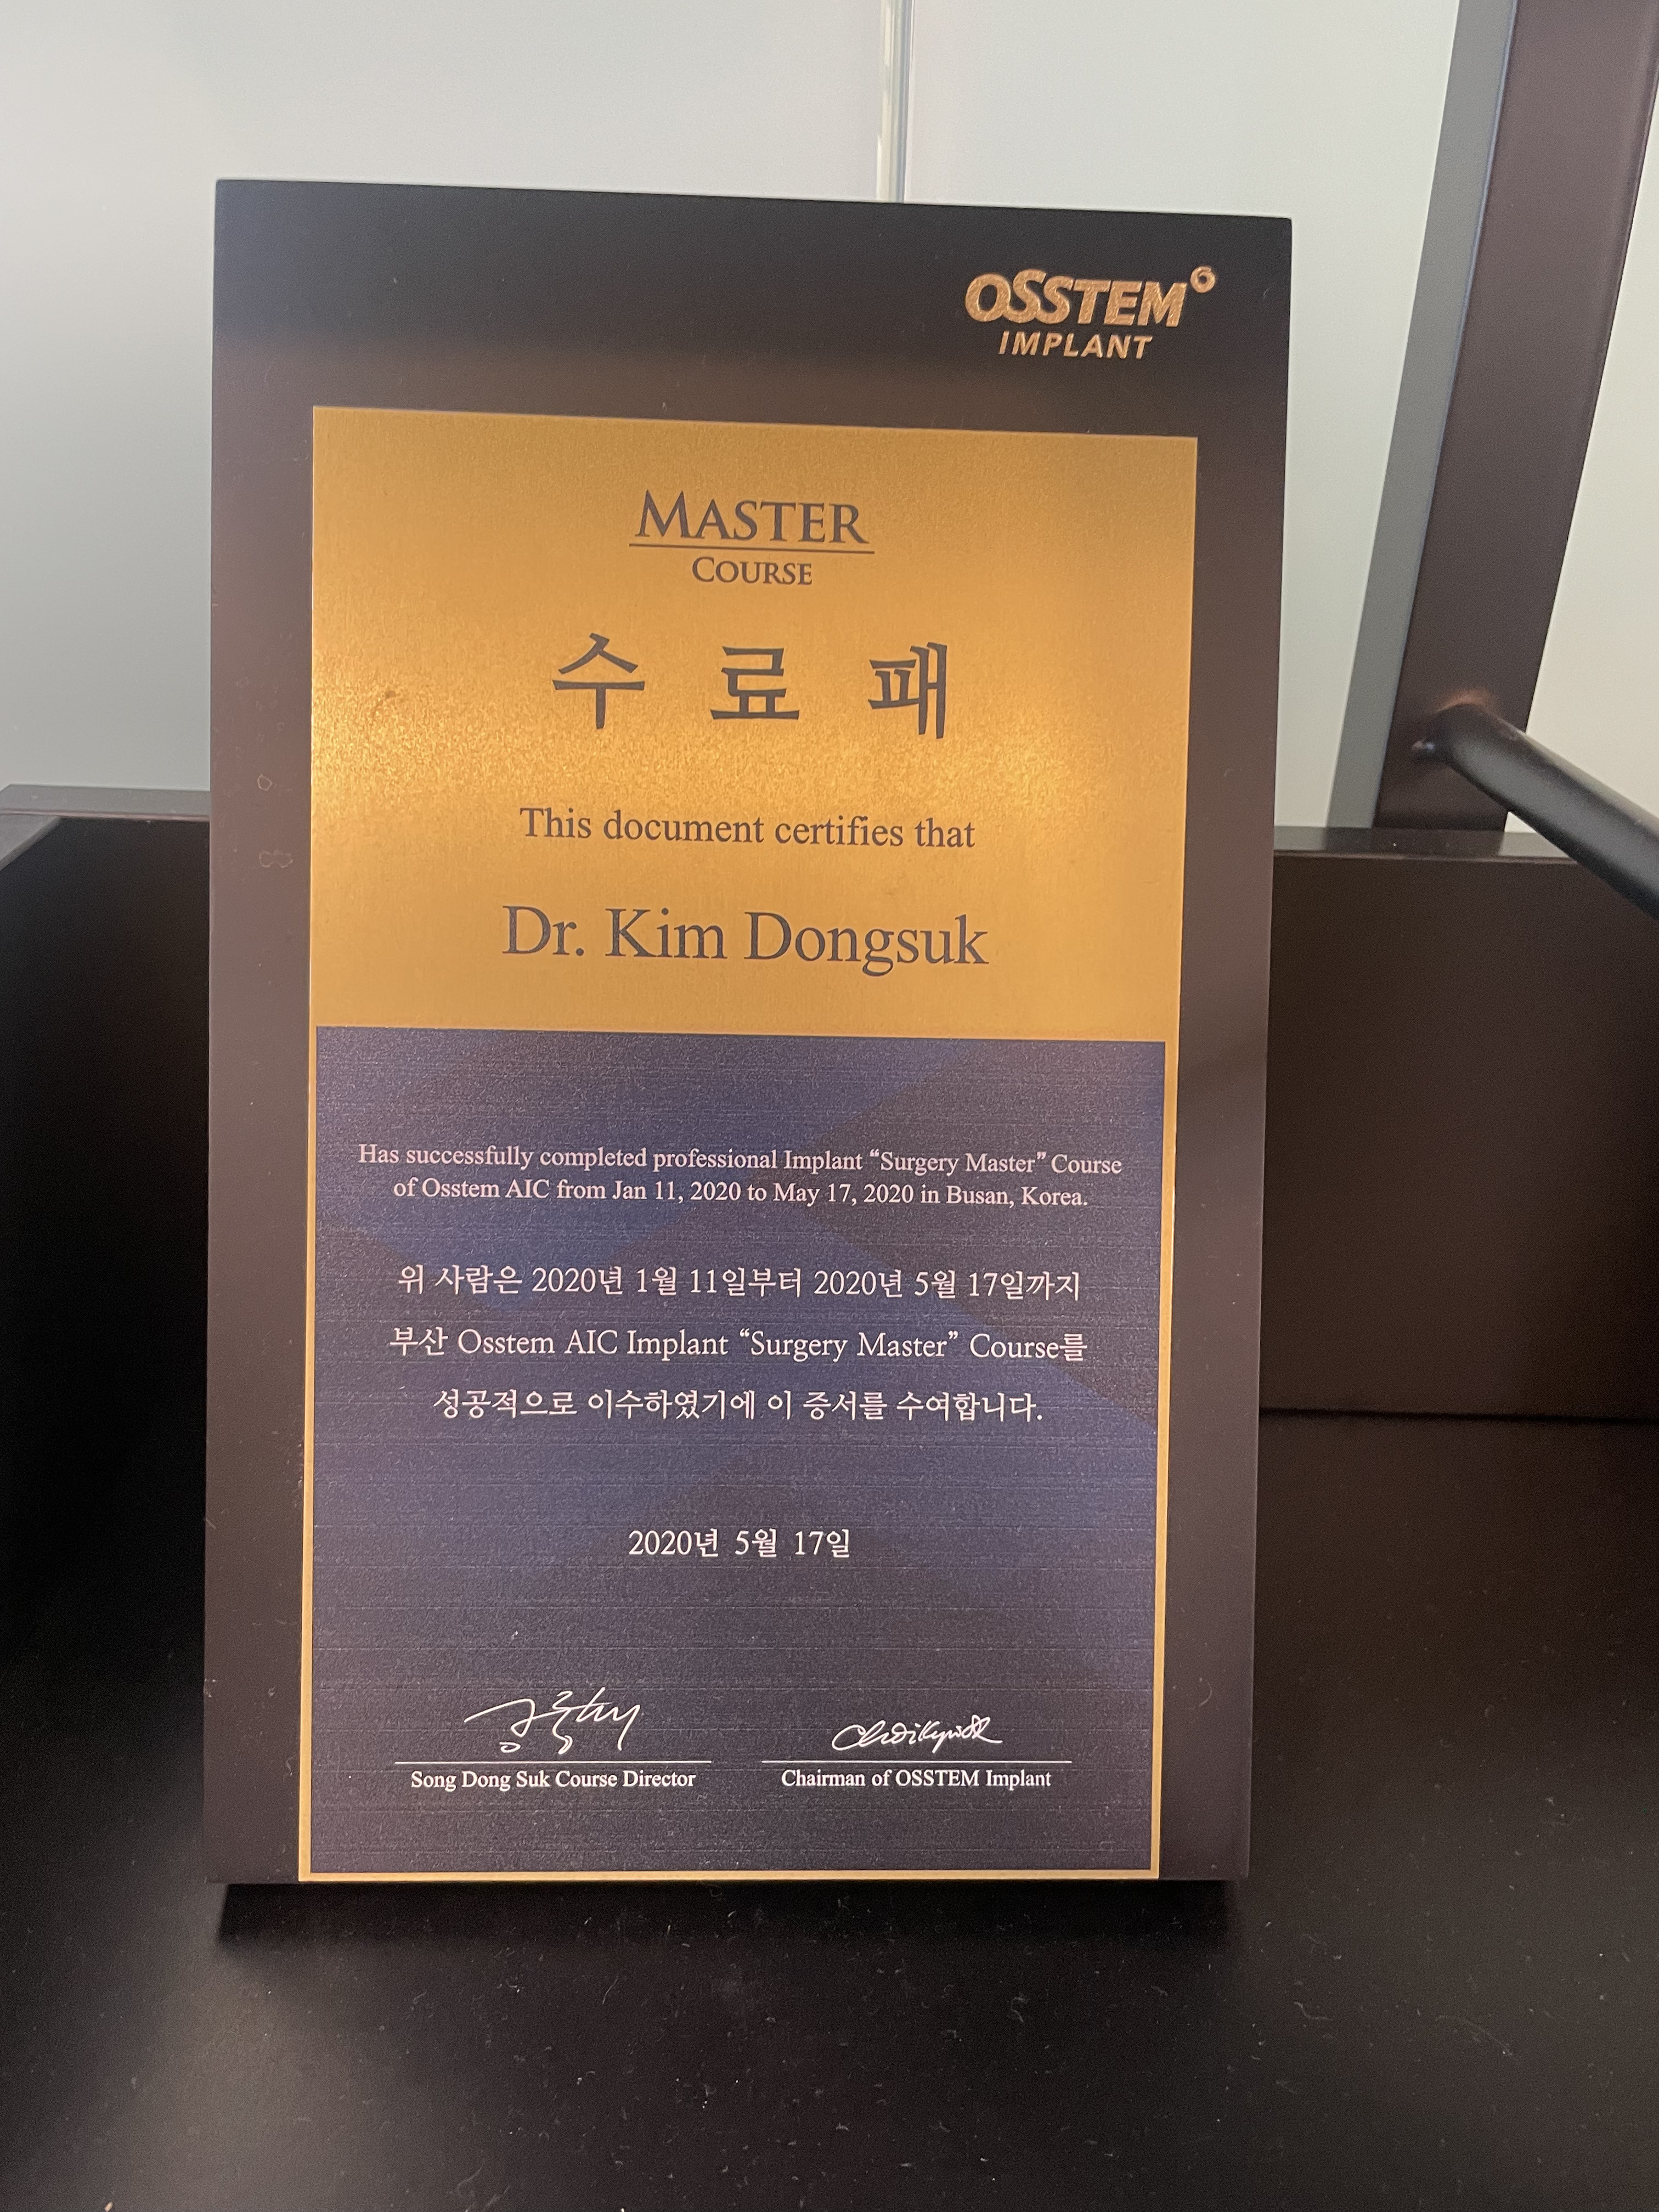 OSSTEM
IMPLANT
MASTER
COURSE
수 료 패
This document certifies that
Dr. Kim Dongsuk
Has successfully completed professional Implant “Surgery Master” Course
of Osstem AIC from Jan 11, 2020 to May 17, 2020 in Busan, Korea.
위 사람은 2020년 1월 11일부터 2020년 5월 17일까지
부산 Osstem AIC Implant “Surgery Master” Course를
성공적으로 이수하였기에 이 증서를 수여합니다.
2020년 5월 17일
Song Dong Suk Course Director
Chairman of OSSTEM Implant